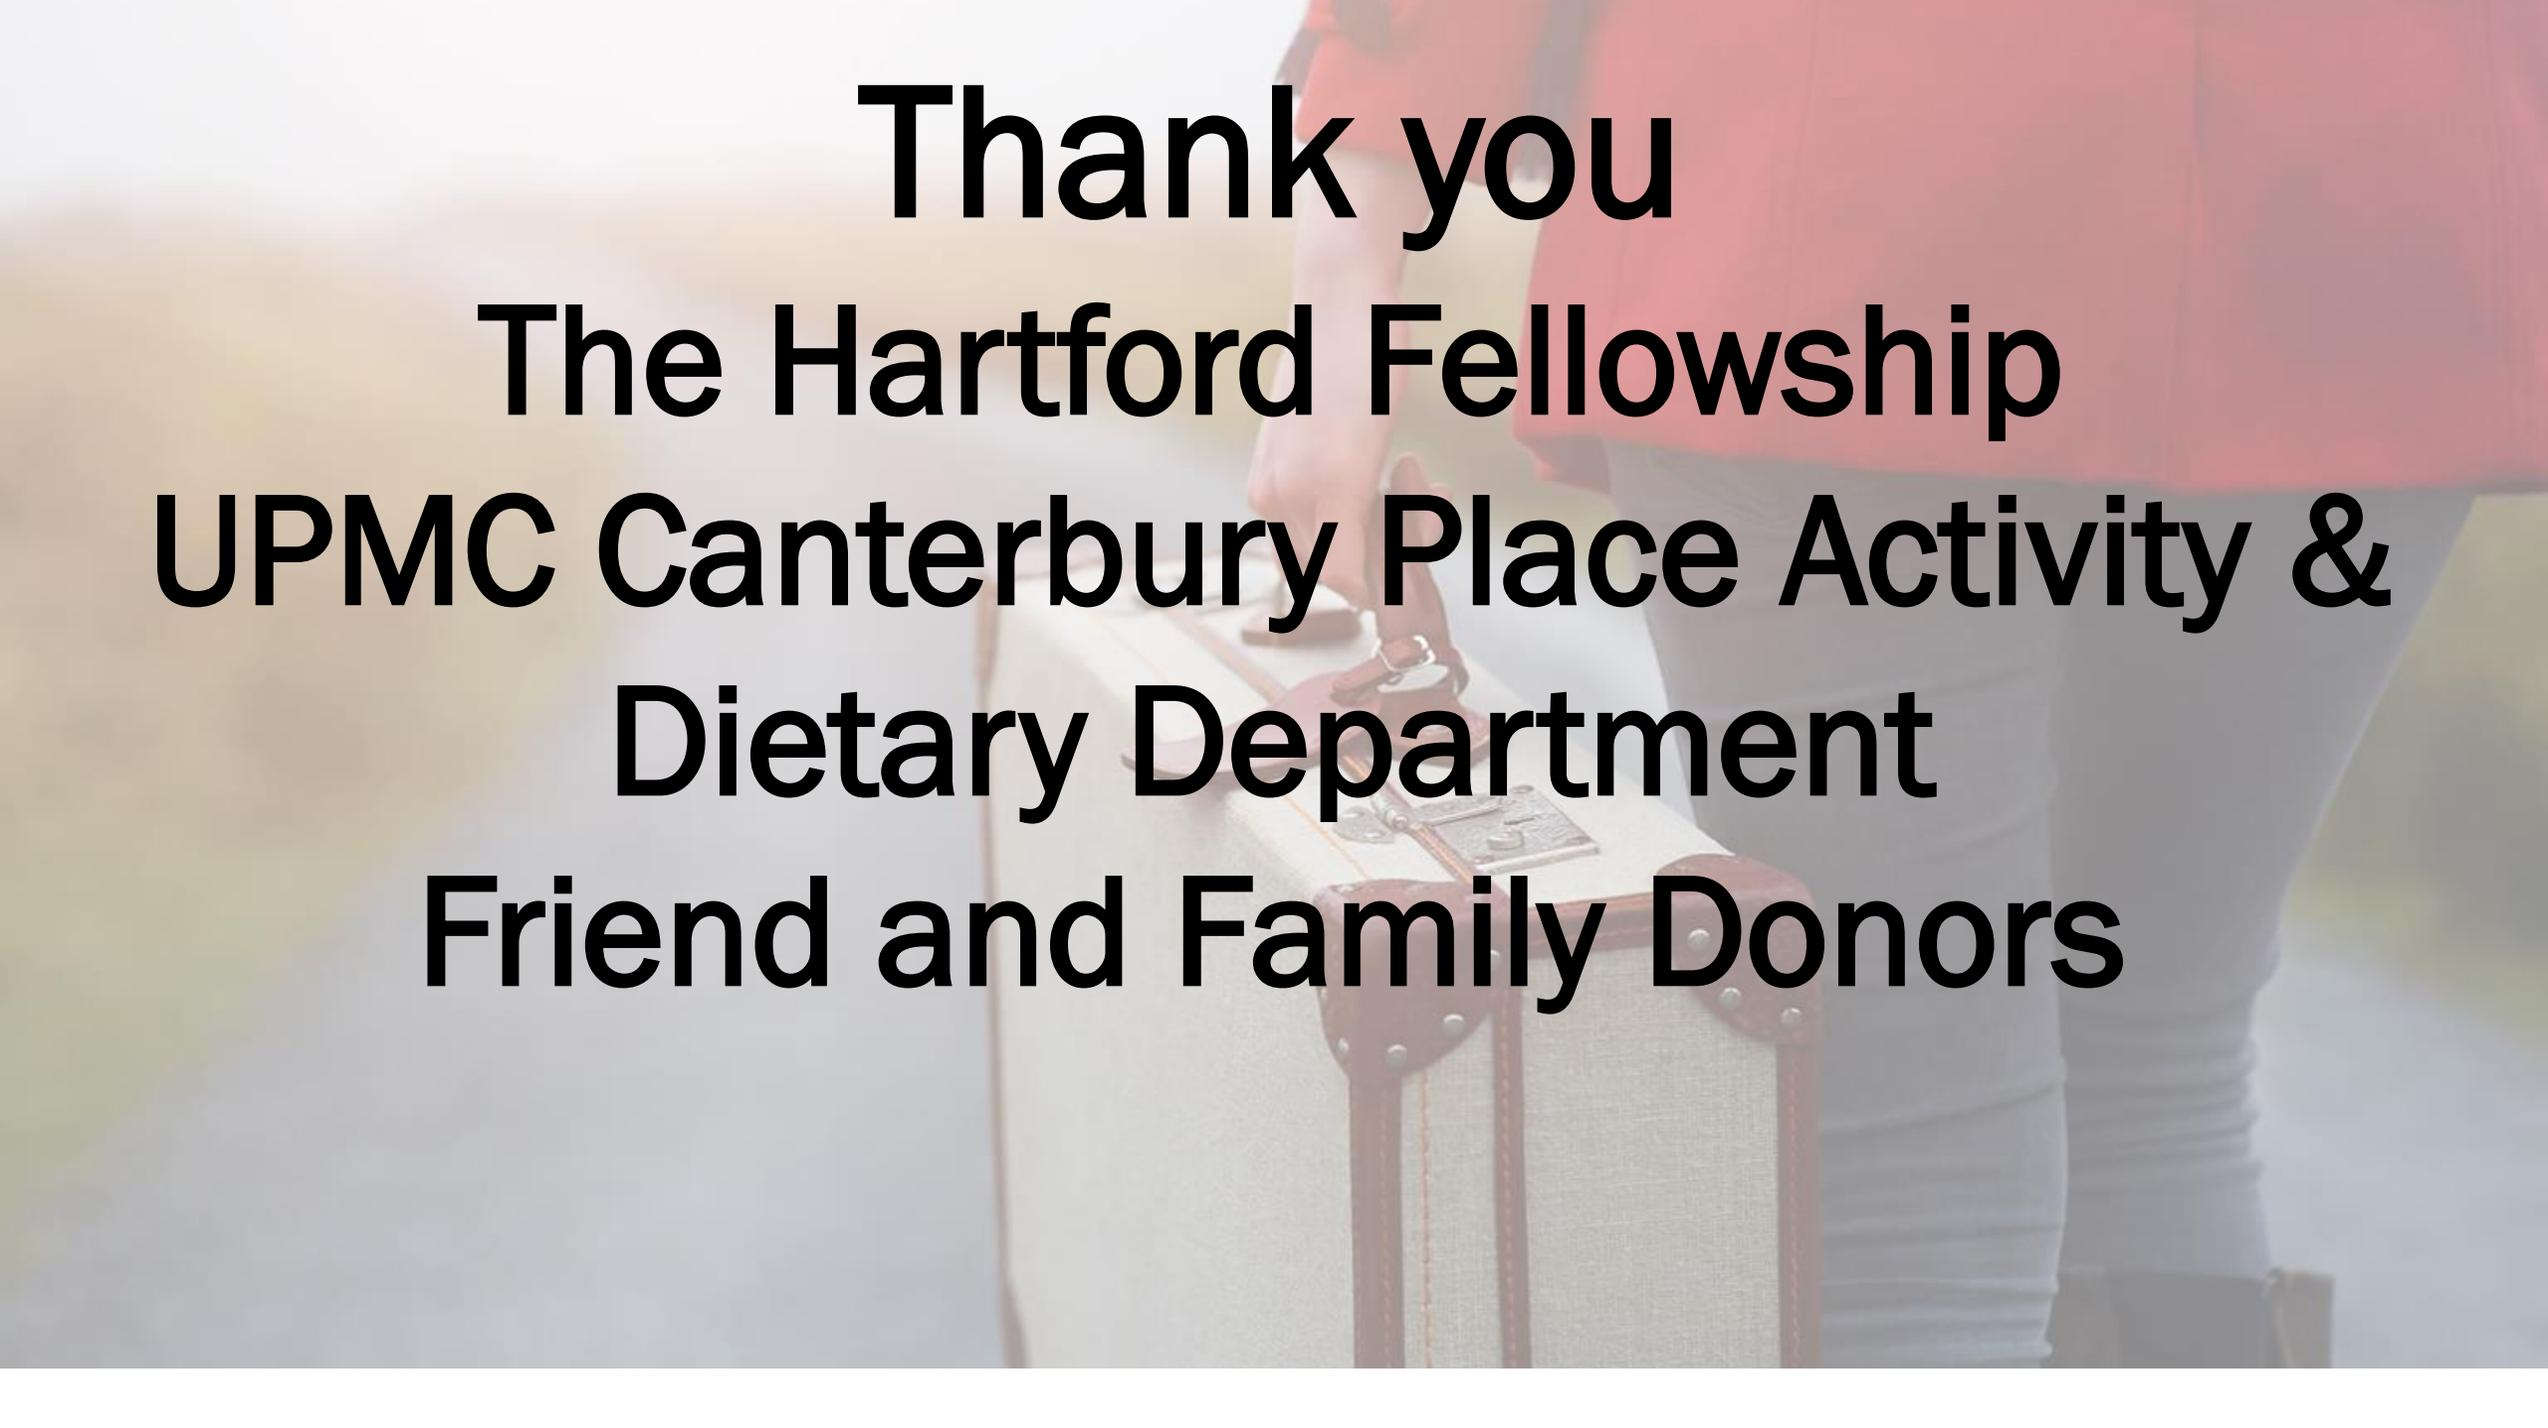 Thank you
The Hartford Fellowship
UPMC Canterbury Place Activity &
Dietary Department
Friend and Family Donors